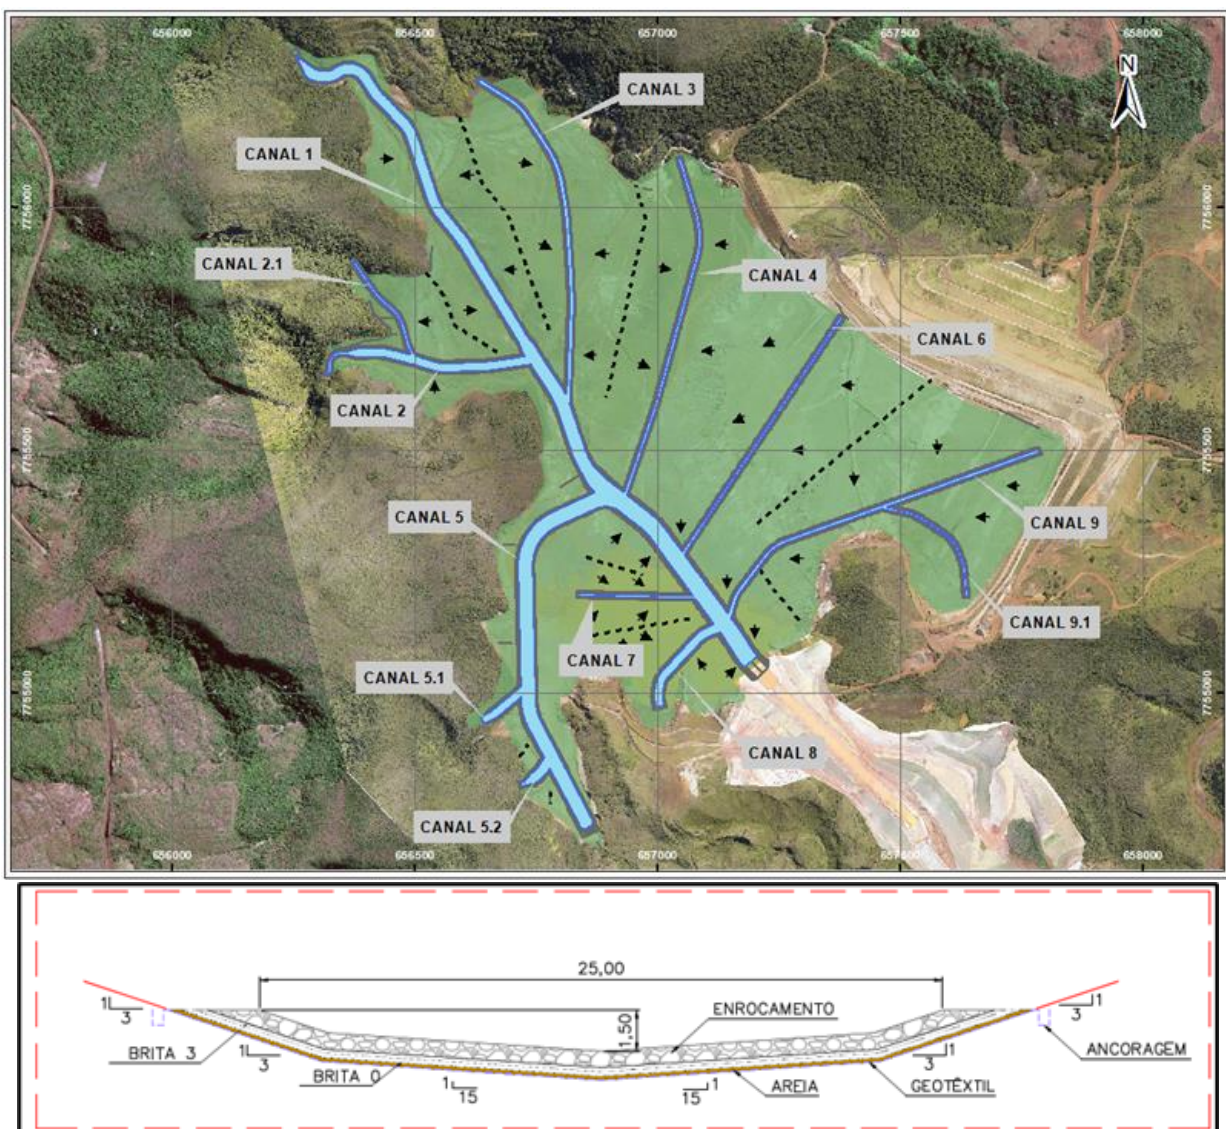 656000 656500 657000 657500 658000
N
CANAL 3
CANAL 1
7756000 7756000
CANAL 2.1
CANAL 4
CANAL 6
CANAL 2
7755500 7755500
CANAL 5
CANAL 9
CANAL 9.1
CANAL 7
CANAL 5.1
7755000 7755000
CANAL 8
CANAL 5.2
656000 656500 657000 657500 658000
25,00
1 3
1,50
ENROCAMENTO
1 3
BRITA 3
1 3
BRITA 0
1 15
1 15
AREIA
GEOTÊXTIL
1 3
ANCORAGEM